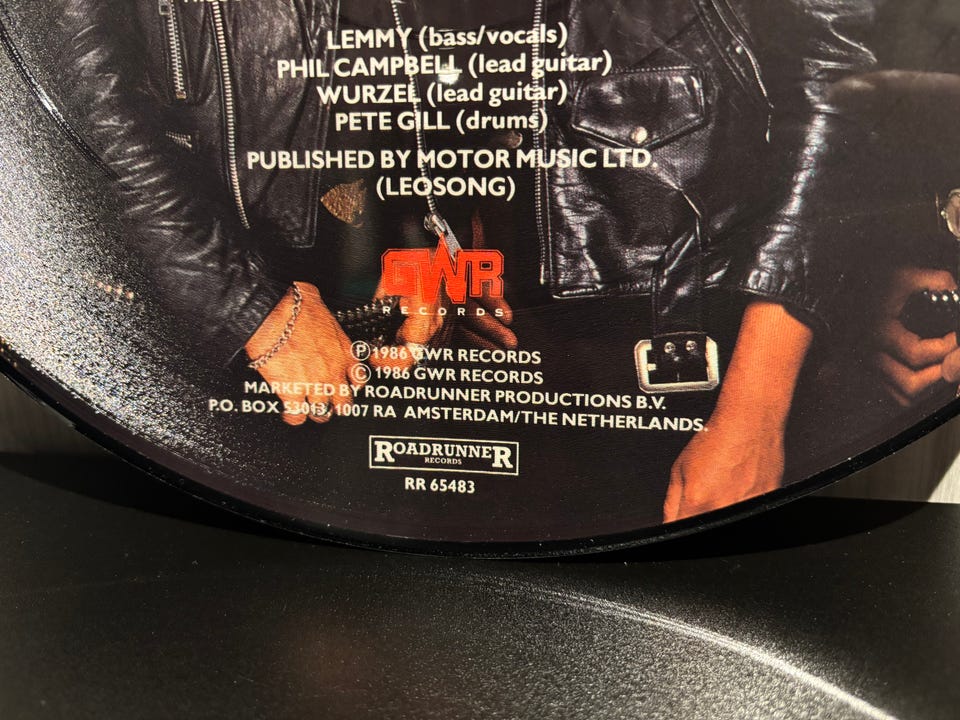 LEMMY (bass/vocals)
PHIL CAMPBELL (lead guitar)
WURZEL (lead guitar)
PETE GILL (drums)
PUBLISHED BY MOTOR MUSIC LTD.
(LEOSONG)
GWR
RECORDS
Ⓟ1986 GWR RECORDS
© 1986 GWR RECORDS
MARKETED BY ROADRUNNER PRODUCTIONS B.V.
P.O. BOX 53013, 1007 RA AMSTERDAM/THE NETHERLANDS.
ROADRUNNER
RECORDS
RR 65483